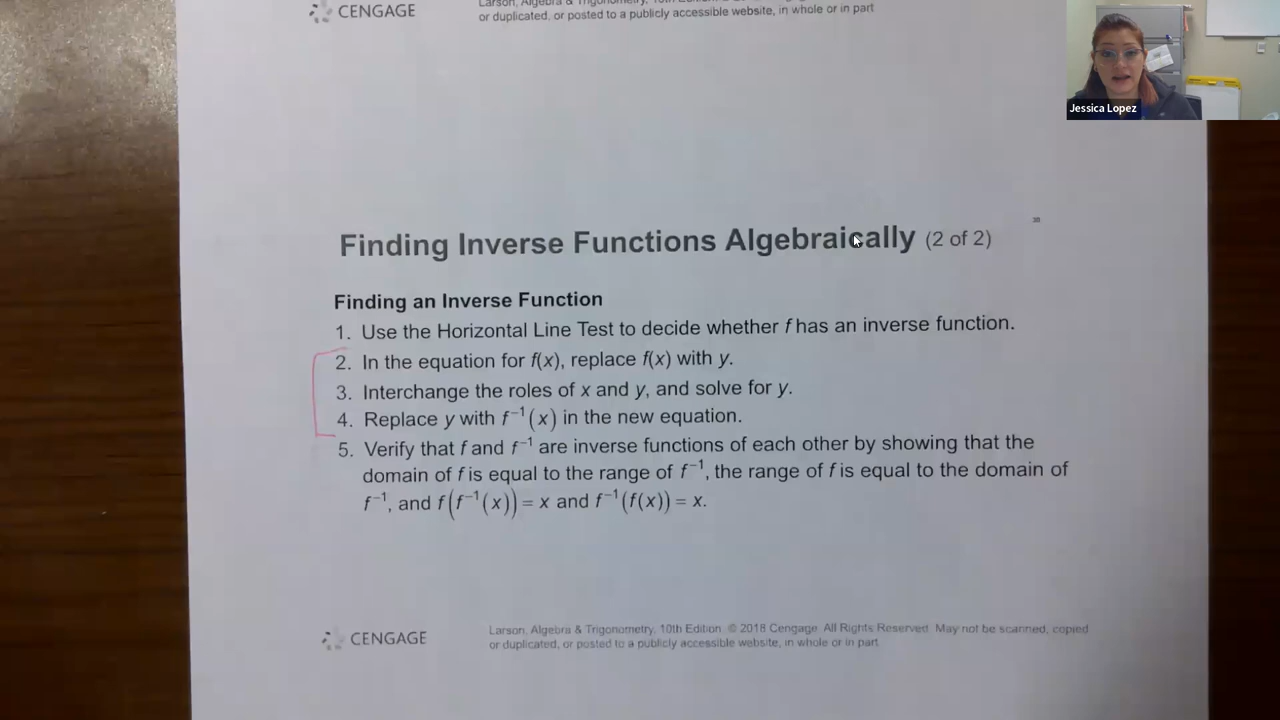 CENGAGE
Larson, Algebra & Trigonometry, 10th Edition.
or duplicated, or posted to a publicly accessible website, in whole or in part
Jessica Lopez
Finding Inverse Functions Algebraically (2 of 2)
Finding an Inverse Function
1. Use the Horizontal Line Test to decide whether f has an inverse function.
2. In the equation for f(x), replace f(x) with y.
3. Interchange the roles of x and y, and solve for y.
4. Replace y with f⁻¹(x) in the new equation.
5. Verify that f and f⁻¹ are inverse functions of each other by showing that the
domain of f is equal to the range of f⁻¹, the range of f is equal to the domain of
f⁻¹, and f(f⁻¹(x)) = x and f⁻¹(f(x)) = x.
CENGAGE
Larson, Algebra & Trigonometry, 10th Edition. © 2018 Cengage. All Rights Reserved. May not be scanned, copied
or duplicated, or posted to a publicly accessible website, in whole or in part